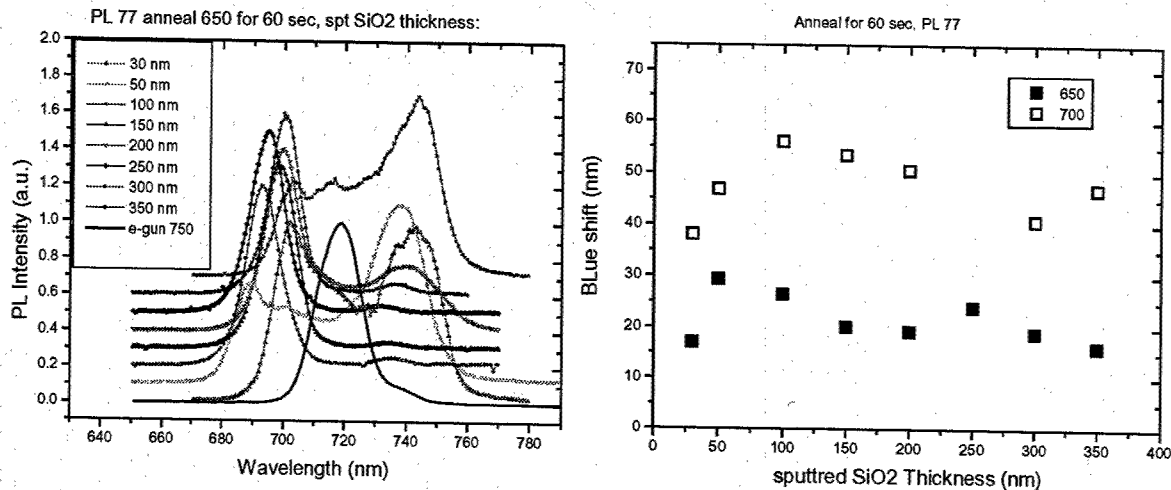 PL 77 anneal 650 for 60 sec, spt SiO2 thickness:
2.0
1.8
1.6
1.4
1.2
1.0
0.8
0.6
0.4
0.2
0.0
PL Intensity (a.u.)
30 nm
50 nm
100 nm
150 nm
200 nm
250 nm
300 nm
350 nm
e-gun 750
640 660 680 700 720 740 760 780
Wavelength (nm)
Anneal for 60 sec, PL 77
70
60
50
40
30
20
10
0
BLue shift (nm)
650
700
0 50 100 150 200 250 300 350 400
sputtred SiO2 Thickness (nm)